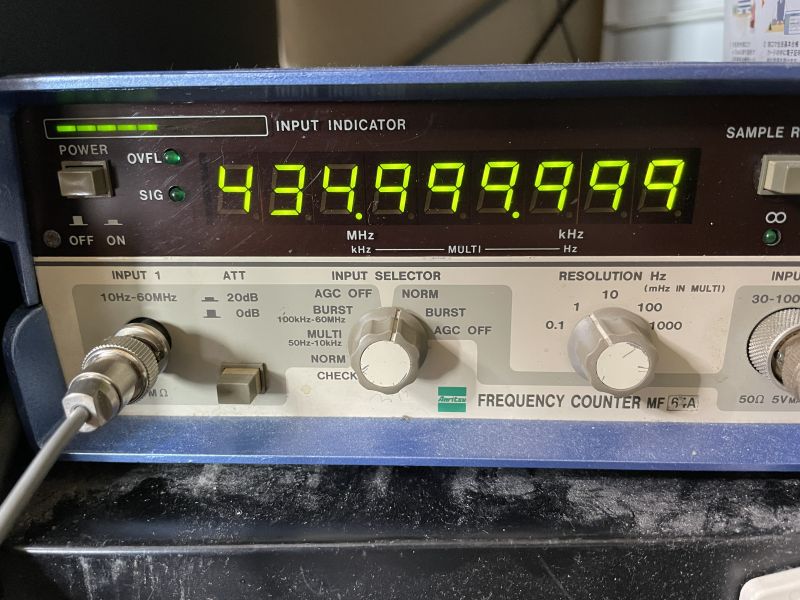 INPUT INDICATOR
SAMPLE R
POWER
OVFL
SIG
434.999.999
OFF ON
MHz kHz
kHz MULTI Hz
∞
INPUT 1
10Hz-60MHz
ATT
20dB
0dB
MΩ
INPUT SELECTOR
AGC OFF
BURST
100kHz-60MHz
MULTI
50Hz-10kHz
NORM
CHECK
NORM
BURST
AGC OFF
RESOLUTION Hz
(mHz IN MULTI)
0.1 1 10 100 1000
INPU
30-100
50Ω 5V MA
Anritsu
FREQUENCY COUNTER MF